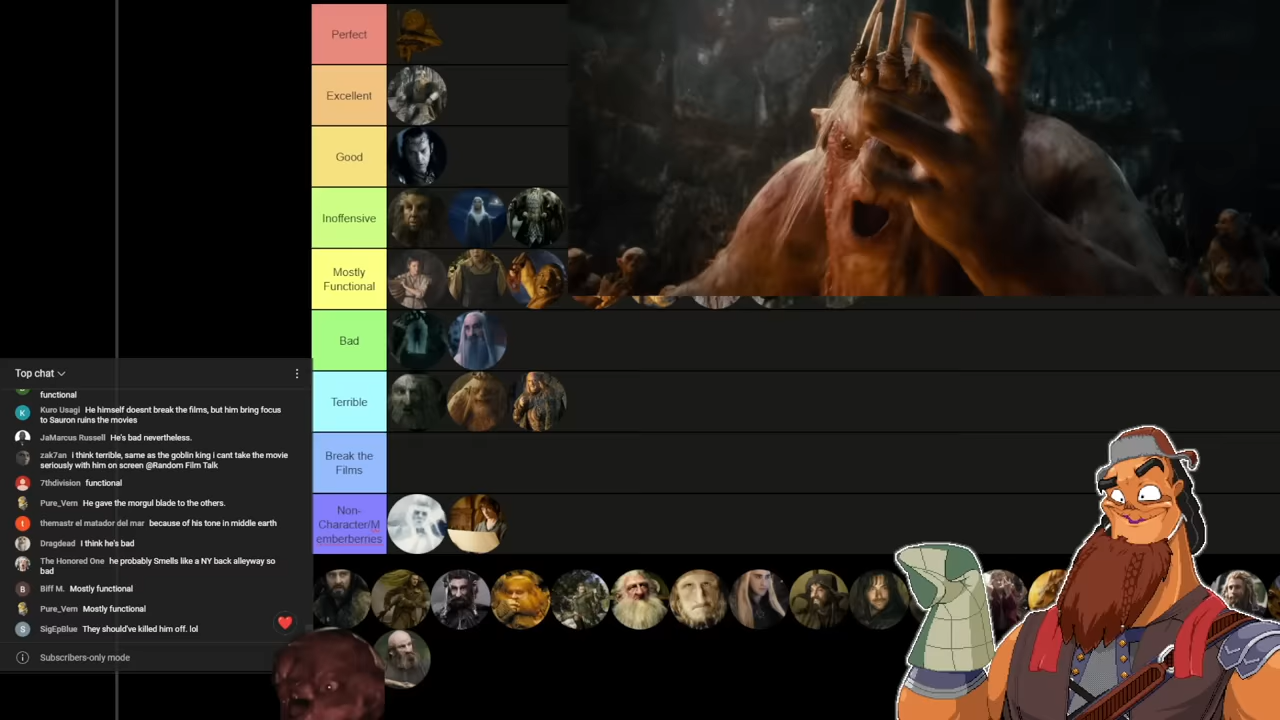 Perfect
Excellent
Good
Inoffensive
Mostly
Functional
Bad
Terrible
Break the
Films
Non-
Character/M
emberberries
Top chat
functional
K
Kuro Usagi He himself doesnt break the films, but him bring focus
to Sauron ruins the movies
JaMarcus Russell He's bad nevertheless.
zak7an i think terrible, same as the goblin king i cant take the movie
seriously with him on screen @Random Film Talk
7thdivision functional
Pure_Vern He gave the morgul blade to the others.
t
themastr el matador del mar because of his tone in middle earth
Dragdead I think he's bad
The Honored One he probably Smells like a NY back alleyway so
bad
B
Biff M. Mostly functional
Pure_Vern Mostly functional
S
SigEpBlue They should've killed him off. lol
Subscribers-only mode